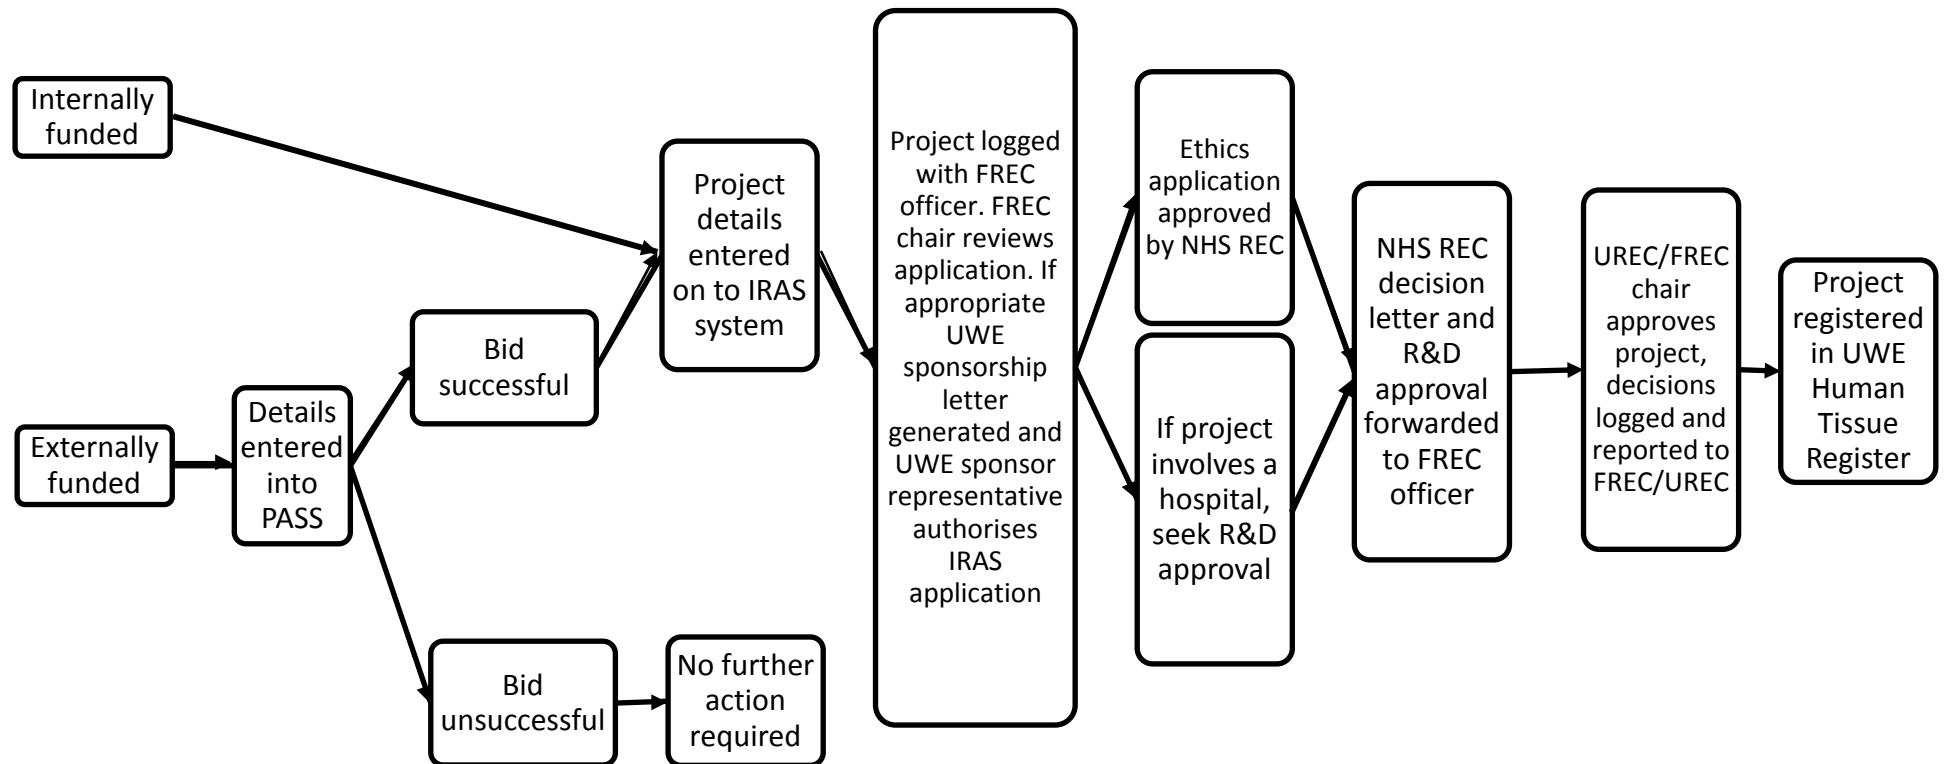 Internally
funded
Externally
funded
Details
entered
into
PASS
Bid
successful
Bid
unsuccessful
No further
action
required
Project
details
entered
on to IRAS
system
Project logged
with FREC
officer. FREC
chair reviews
application. If
appropriate
UWE
sponsorship
letter
generated and
UWE sponsor
representative
authorises
IRAS
application
Ethics
application
approved
by NHS REC
If project
involves a
hospital,
seek R&D
approval
NHS REC
decision
letter and
R&D
approval
forwarded
to FREC
officer
UREC/FREC
chair
approves
project,
decisions
logged and
reported to
FREC/UREC
Project
registered
in UWE
Human
Tissue
Register